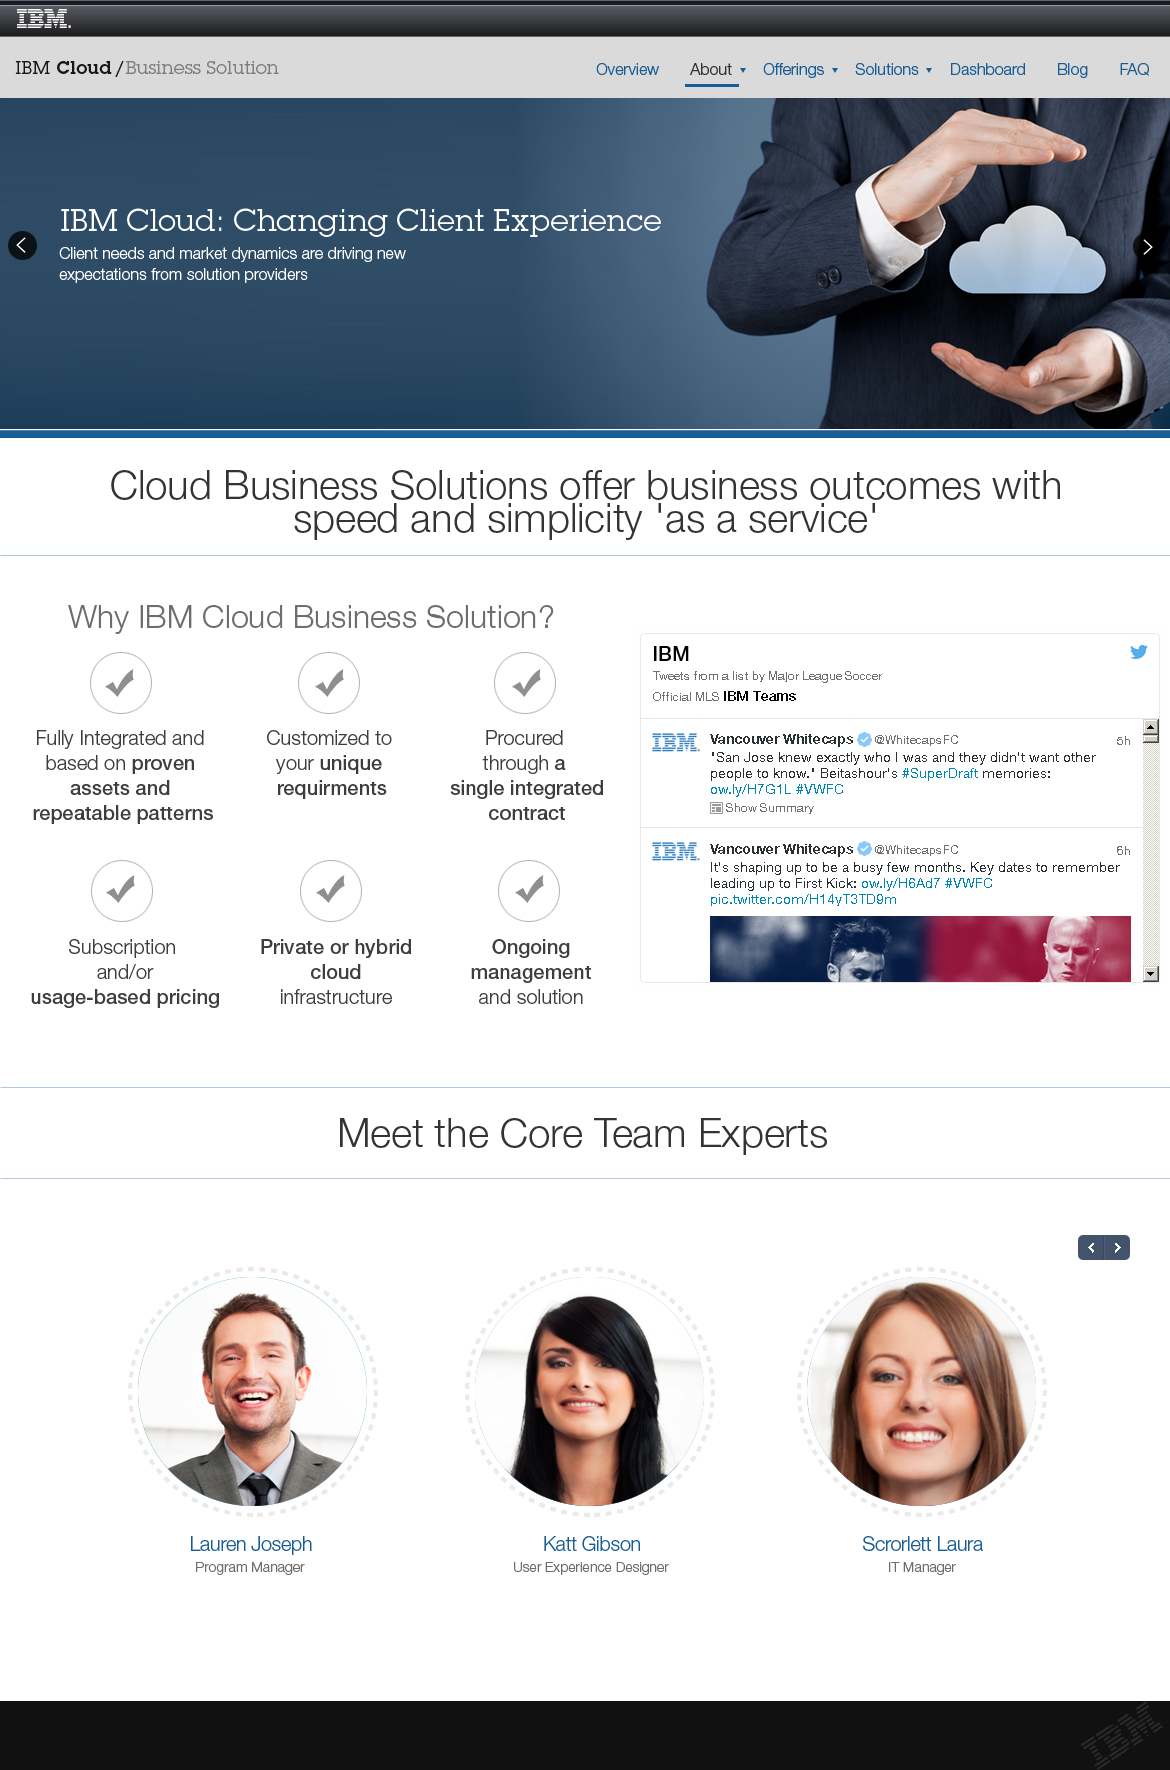 IBM.
IBM Cloud /Business Solution
Overview About Offerings Solutions Dashboard Blog FAQ
IBM Cloud: Changing Client Experience
Client needs and market dynamics are driving new
expectations from solution providers
Cloud Business Solutions offer business outcomes with
speed and simplicity 'as a service'
Why IBM Cloud Business Solution?
Fully Integrated and
based on proven
assets and
repeatable patterns
Customized to
your unique
requirments
Procured
through a
single integrated
contract
Subscription
and/or
usage-based pricing
Private or hybrid
cloud
infrastructure
Ongoing
management
and solution
IBM
Tweets from a list by Major League Soccer
Official MLS IBM Teams
IBM.
Vancouver Whitecaps @WhitecapsFC 5h
"San Jose knew exactly who I was and they didn't want other
people to know." Beitashour's #SuperDraft memories:
ow.ly/H7G1L #VWFC
Show Summary
IBM.
Vancouver Whitecaps @WhitecapsFC 6h
It's shaping up to be a busy few months. Key dates to remember
leading up to First Kick: ow.ly/H6Ad7 #VWFC
pic.twitter.com/H14yT3TD9m
Meet the Core Team Experts
Lauren Joseph
Program Manager
Katt Gibson
User Experience Designer
Scrorlett Laura
IT Manager
IBM